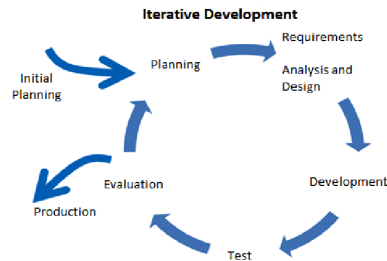 Iterative Development
Requirements
Planning
Analysis and
Design
Initial
Planning
Development
Evaluation
Production
Test